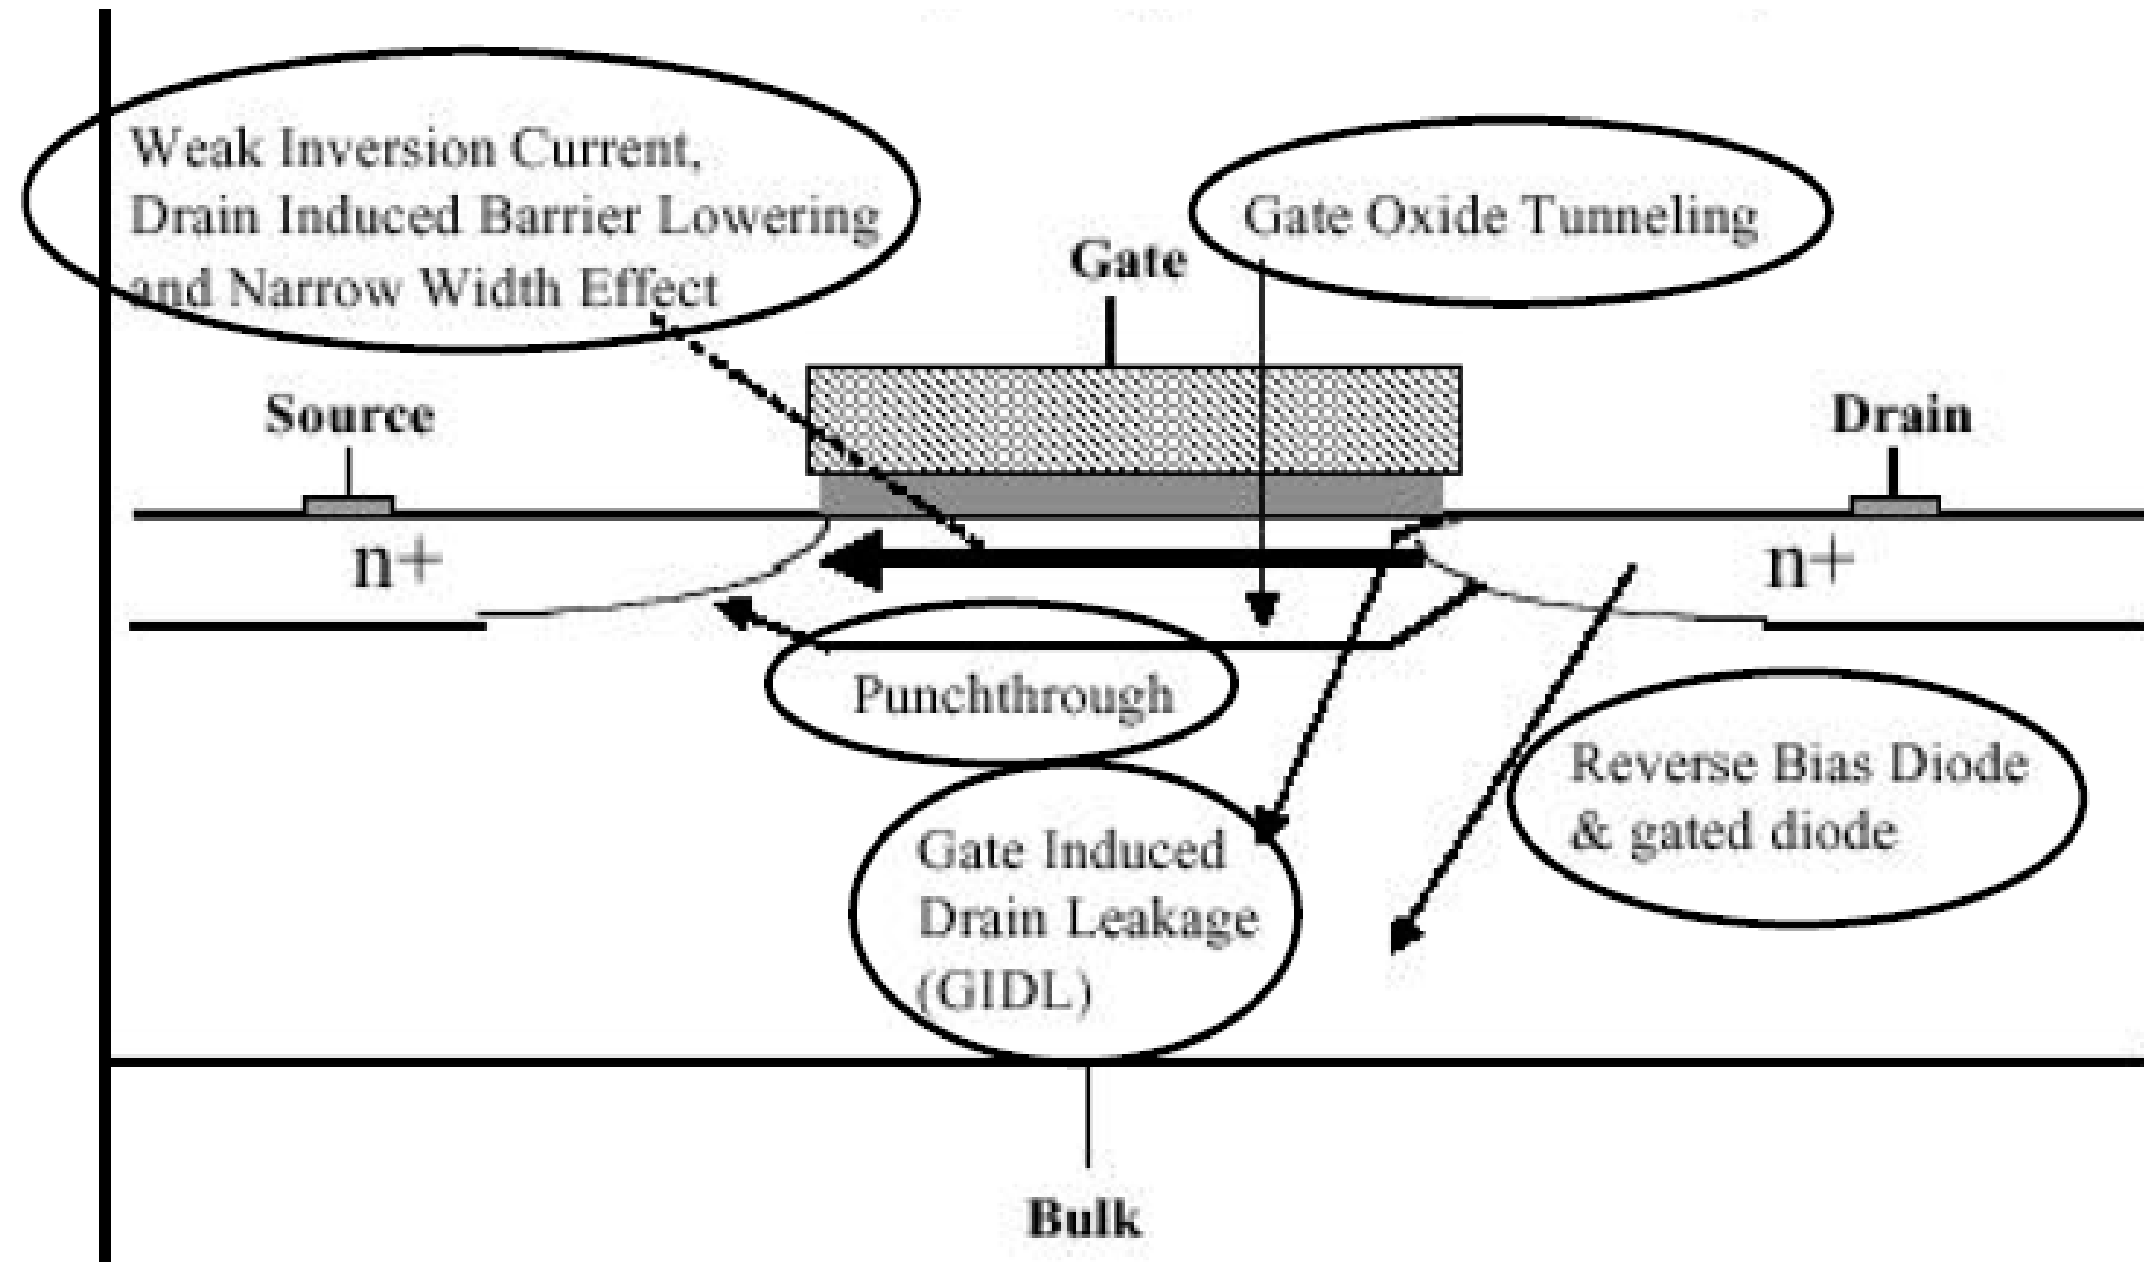 Weak Inversion Current,
Drain Induced Barrier Lowering
and Narrow Width Effect
Gate Oxide Tunneling
Gate
Source
Drain
n+
n+
Punchthrough
Reverse Bias Diode
& gated diode
Gate Induced
Drain Leakage
(GIDL)
Bulk